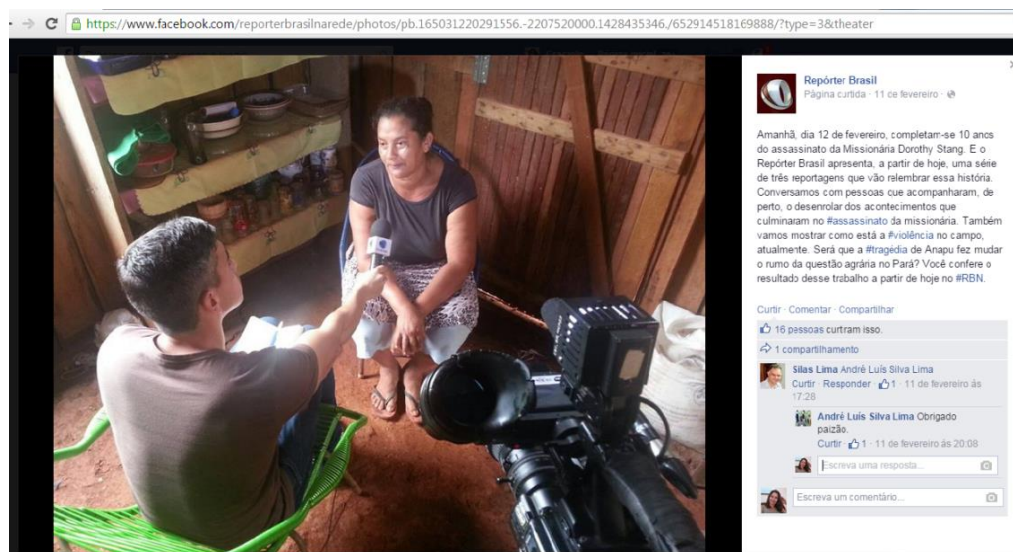 https://www.facebook.com/reporterbrasilnarede/photos/pb.165031220291556.-2207520000.1428435346./652914518169888/?type=3&theater
Repórter Brasil
Página curtida · 11 de fevereiro ·
Amanhã, dia 12 de fevereiro, completam-se 10 anos
do assassinato da Missionária Dorothy Stang. E o
Repórter Brasil apresenta, a partir de hoje, uma série
de três reportagens que vão relembrar essa história.
Conversamos com pessoas que acompanharam, de
perto, o desenrolar dos acontecimentos que
culminaram no #assassinato da missionária. Também
vamos mostrar como está a #violência no campo,
atualmente. Será que a #tragédia de Anapu fez mudar
o rumo da questão agrária no Pará? Você confere o
resultado desse trabalho a partir de hoje no #RBN.
Curtir · Comentar · Compartilhar
16 pessoas curtiram isso.
1 compartilhamento
Silas Lima André Luís Silva Lima
Curtir · Responder · 1 · 11 de fevereiro às
17:28
André Luís Silva Lima Obrigado
paizão.
Curtir · 1 · 11 de fevereiro às 20:08
Escreva uma resposta...
Escreva um comentário...